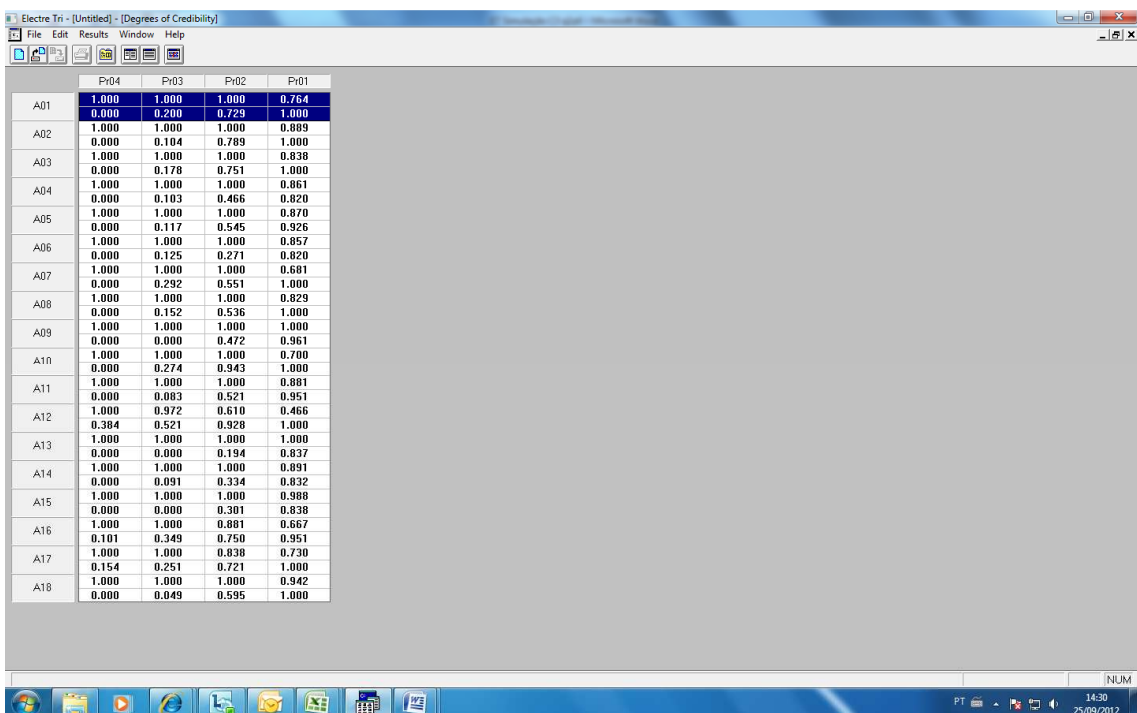 Electre Tri - [Untitled] - [Degrees of Credibility]
File Edit Results Window Help
Pr04 Pr03 Pr02 Pr01
A01 1.000 1.000 1.000 0.764
0.000 0.200 0.729 1.000
A02 1.000 1.000 1.000 0.889
0.000 0.104 0.789 1.000
A03 1.000 1.000 1.000 0.838
0.000 0.178 0.751 1.000
A04 1.000 1.000 1.000 0.861
0.000 0.103 0.466 0.820
A05 1.000 1.000 1.000 0.870
0.000 0.117 0.545 0.926
A06 1.000 1.000 1.000 0.857
0.000 0.125 0.271 0.820
A07 1.000 1.000 1.000 0.681
0.000 0.292 0.551 1.000
A08 1.000 1.000 1.000 0.829
0.000 0.152 0.536 1.000
A09 1.000 1.000 1.000 1.000
0.000 0.000 0.472 0.961
A10 1.000 1.000 1.000 0.700
0.000 0.274 0.943 1.000
A11 1.000 1.000 1.000 0.881
0.000 0.083 0.521 0.951
A12 1.000 0.972 0.610 0.466
0.384 0.521 0.928 1.000
A13 1.000 1.000 1.000 1.000
0.000 0.000 0.194 0.837
A14 1.000 1.000 1.000 0.891
0.000 0.091 0.334 0.832
A15 1.000 1.000 1.000 0.988
0.000 0.000 0.301 0.838
A16 1.000 1.000 0.881 0.667
0.101 0.349 0.750 0.951
A17 1.000 1.000 0.838 0.730
0.154 0.251 0.721 1.000
A18 1.000 1.000 1.000 0.942
0.000 0.049 0.595 1.000
NUM
PT 14:30
25/09/2012